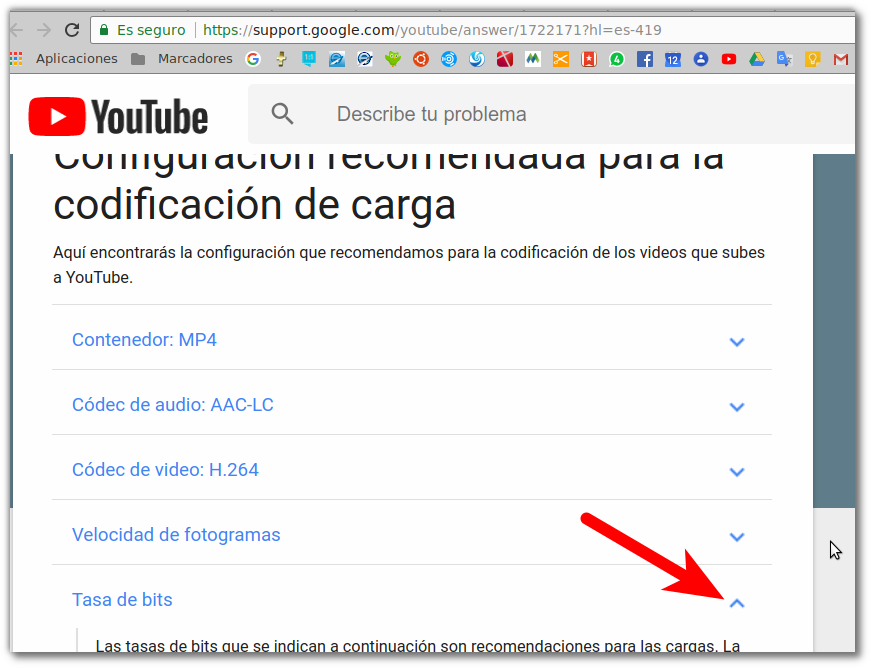 Es seguro
https://support.google.com/youtube/answer/1722171?hl=es-419
Aplicaciones
Marcadores
12
YouTube
Describe tu problema
Configuración recomendada para la
codificación de carga
Aquí encontrarás la configuración que recomendamos para la codificación de los videos que subes
a YouTube.
Contenedor: MP4
Códec de audio: AAC-LC
Códec de video: H.264
Velocidad de fotogramas
Tasa de bits
Las tasas de bits que se indican a continuación son recomendaciones para las cargas. La